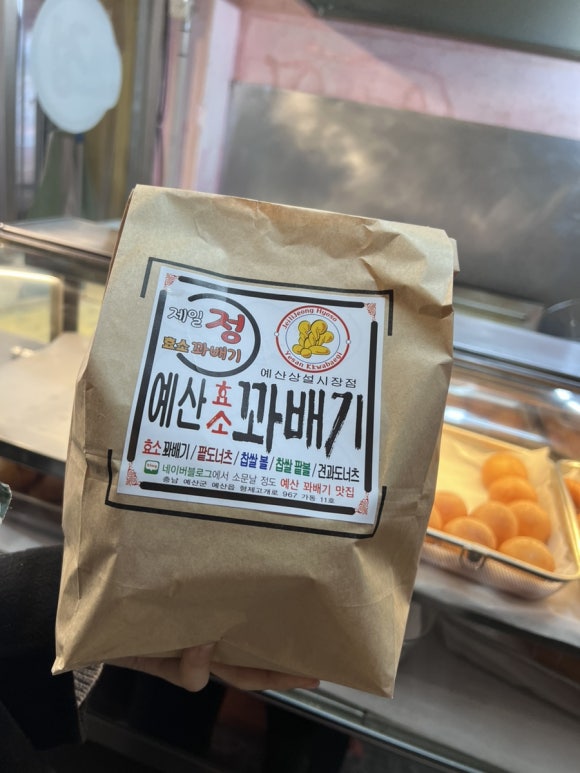 제일 정
효소 꽈배기
JeilJeong Hyoso
Yesan Kkwabaegi
예산상설시장점
예산 효소 꽈배기
효소 꽈배기 / 팥도너츠 / 찹쌀 볼 / 찹쌀 팥볼 / 견과도너츠
네이버블로그에서 소문날 정도 예산 꽈배기 맛집
충남 예산군 예산읍 형제고개로 967 가동 11호